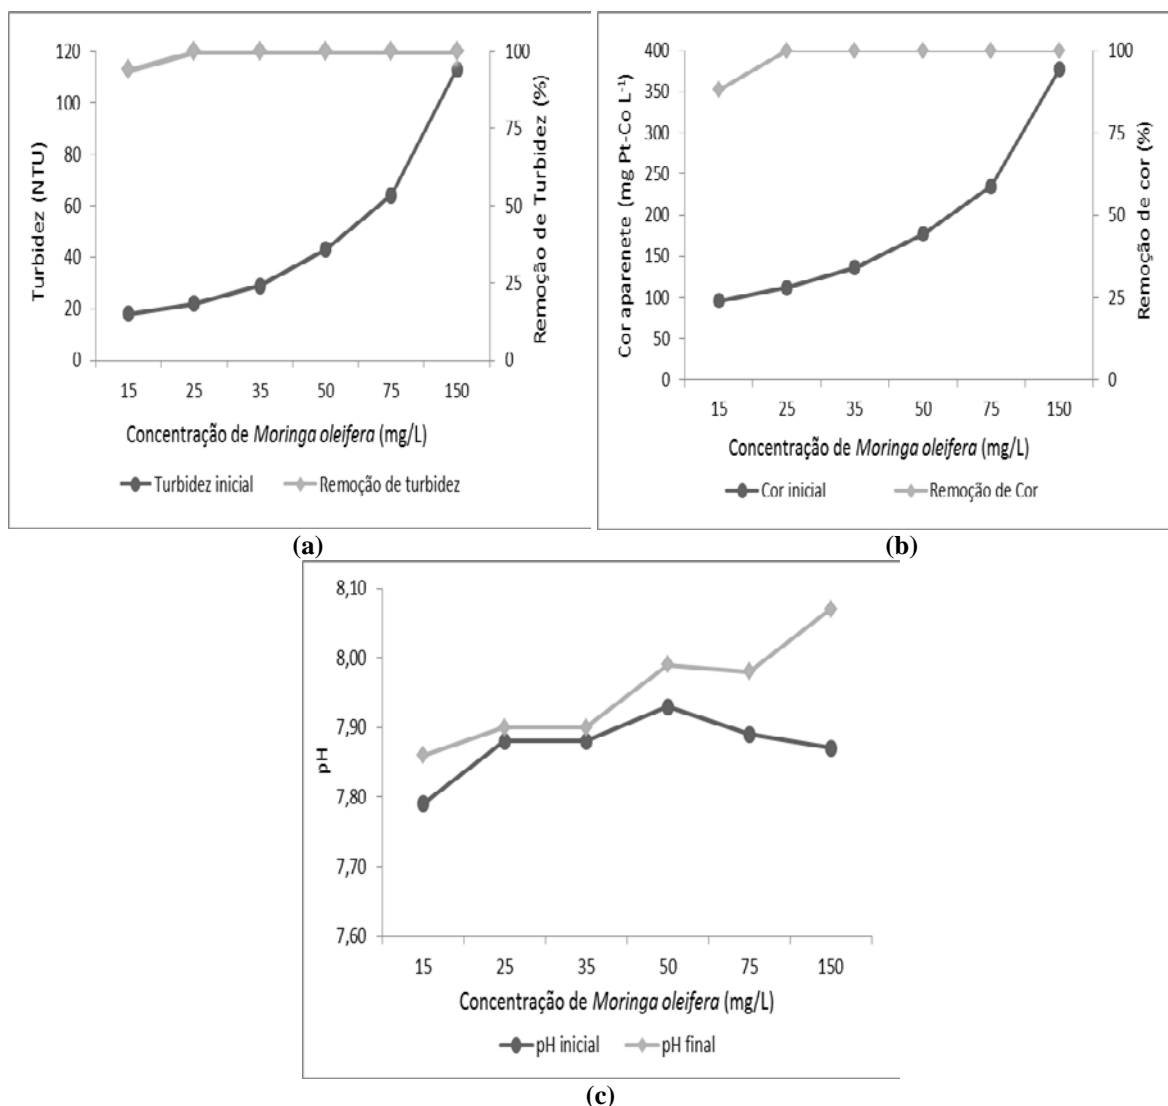 Turbidez (NTU)
120
100
80
60
40
20
0
100
75
50
25
0
Remoção de Turbidez (%)
15 25 35 50 75 150
Concentração de Moringa oleifera (mg/L)
Turbidez inicial Remoção de turbidez
(a)
Cor aparenete (mg Pt-Co L⁻¹)
400
350
300
250
200
150
100
50
0
100
75
50
25
0
Remoção de cor (%)
15 25 35 50 75 150
Concentração de Moringa oleifera (mg/L)
Cor inicial Remoção de Cor
(b)
pH
8,10
8,00
7,90
7,80
7,70
7,60
15 25 35 50 75 150
Concentração de Moringa oleifera (mg/L)
pH inicial pH final
(c)